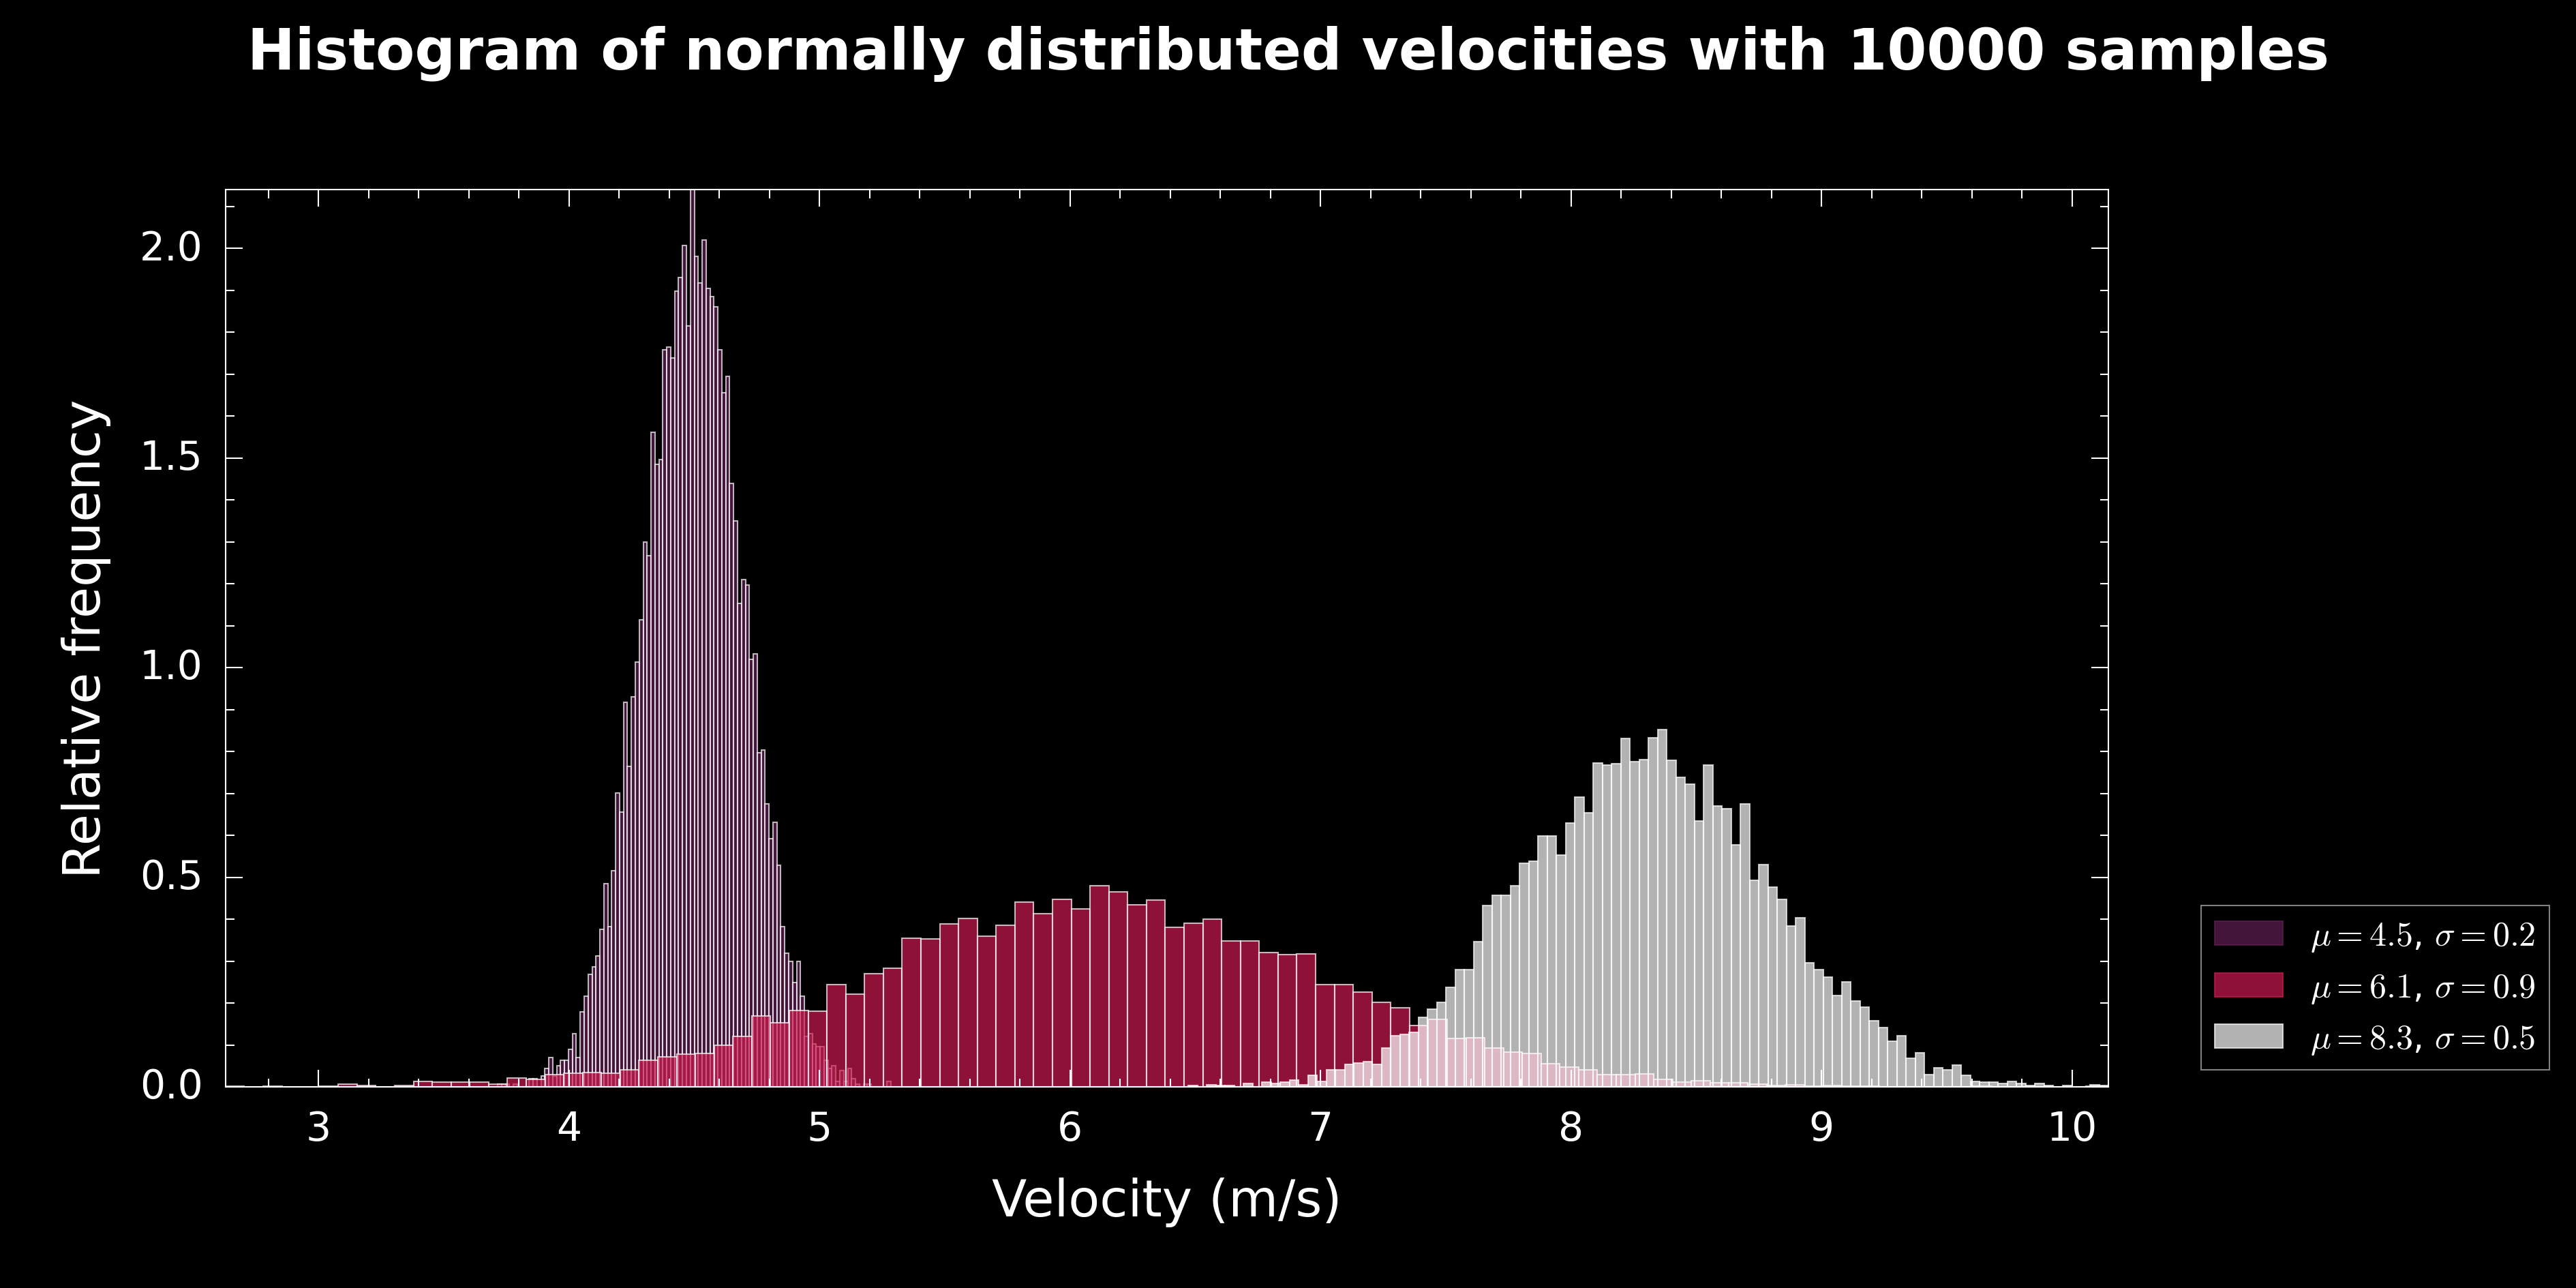 Histogram of normally distributed velocities with 10000 samples
Relative frequency
2.0
1.5
1.0
0.5
0.0
3 4 5 6 7 8 9 10
Velocity (m/s)
μ = 4.5, σ = 0.2
μ = 6.1, σ = 0.9
μ = 8.3, σ = 0.5